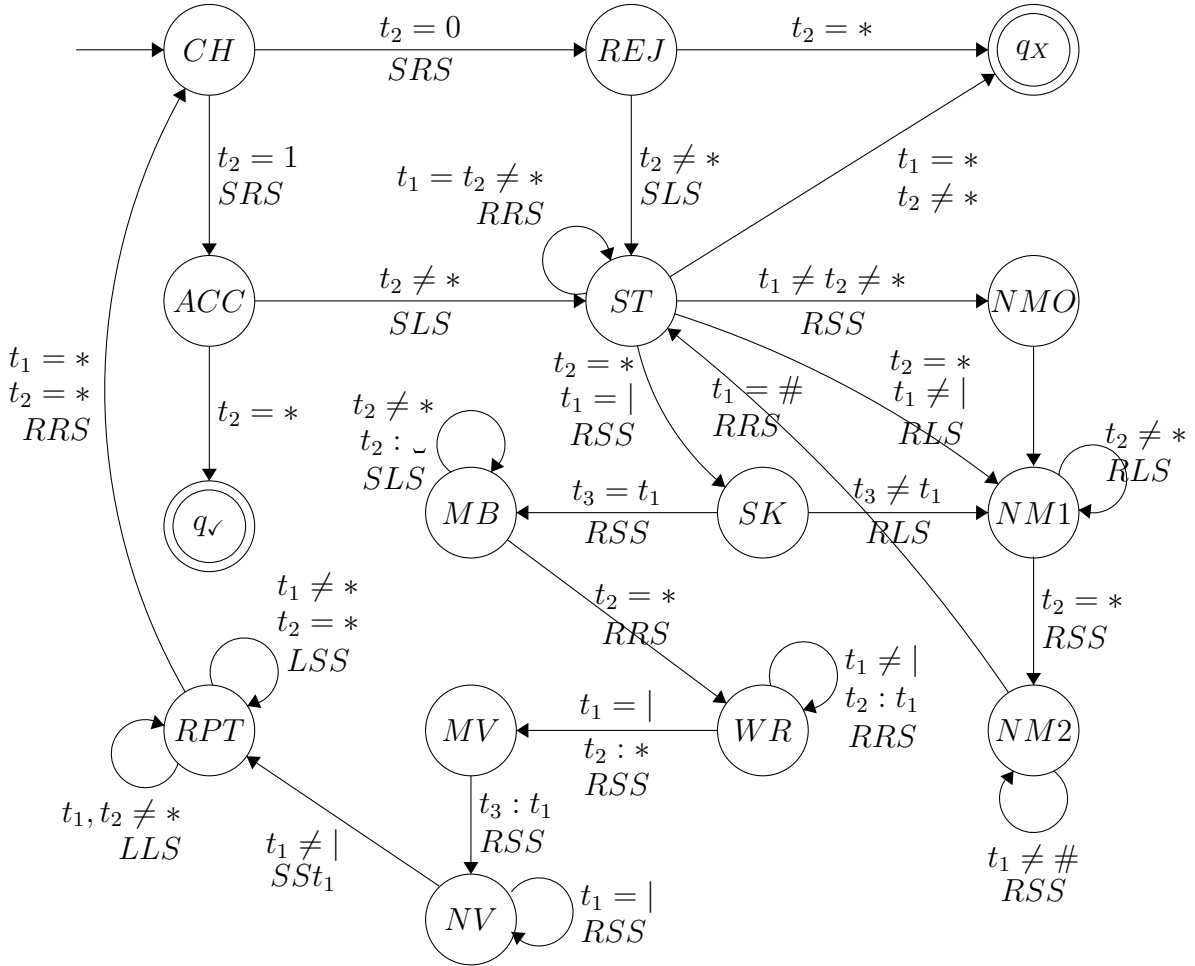 CH
t₂ = 0
SRS
REJ
t₂ = *
q_X
t₂ = 1
SRS
t₁ = t₂ ≠ *
RRS
t₂ ≠ *
SLS
t₁ = *
t₂ ≠ *
ACC
t₂ ≠ *
SLS
ST
t₁ ≠ t₂ ≠ *
RSS
NMO
t₁ = *
t₂ = *
RRS
t₂ = *
t₂ ≠ *
t₂ : ⌣
SLS
t₂ = *
t₁ = |
RSS
t₁ = #
RRS
t₂ = *
t₁ ≠ |
RLS
t₂ ≠ *
RLS
q_✓
MB
t₃ = t₁
RSS
SK
t₃ ≠ t₁
RLS
NM1
t₁ ≠ *
t₂ = *
LSS
t₂ = *
RRS
t₂ = *
RSS
RPT
MV
t₁ = |
t₂ : *
RSS
WR
t₁ ≠ |
t₂ : t₁
RRS
NM2
t₁, t₂ ≠ *
LLS
t₁ ≠ |
SSt₁
t₃ : t₁
RSS
t₁ ≠ #
RSS
NV
t₁ = |
RSS